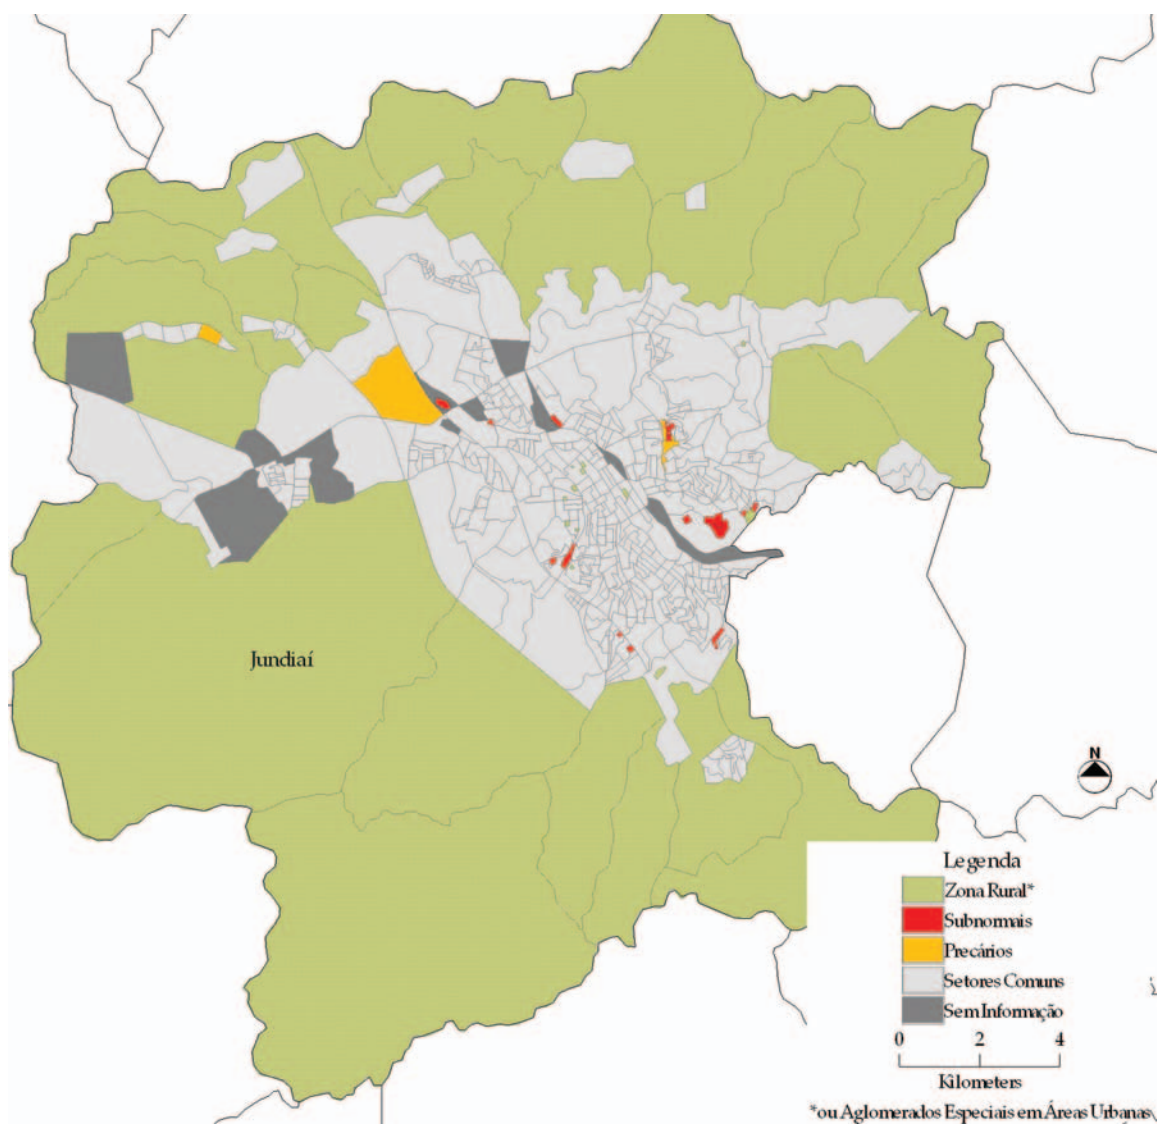 Jundiaí
N
Legenda
Zona Rural*
Subnormais
Precários
Setores Comuns
Sem Informação
0 2 4
Kilometers
*ou Aglomerados Especiais em Áreas Urbanas